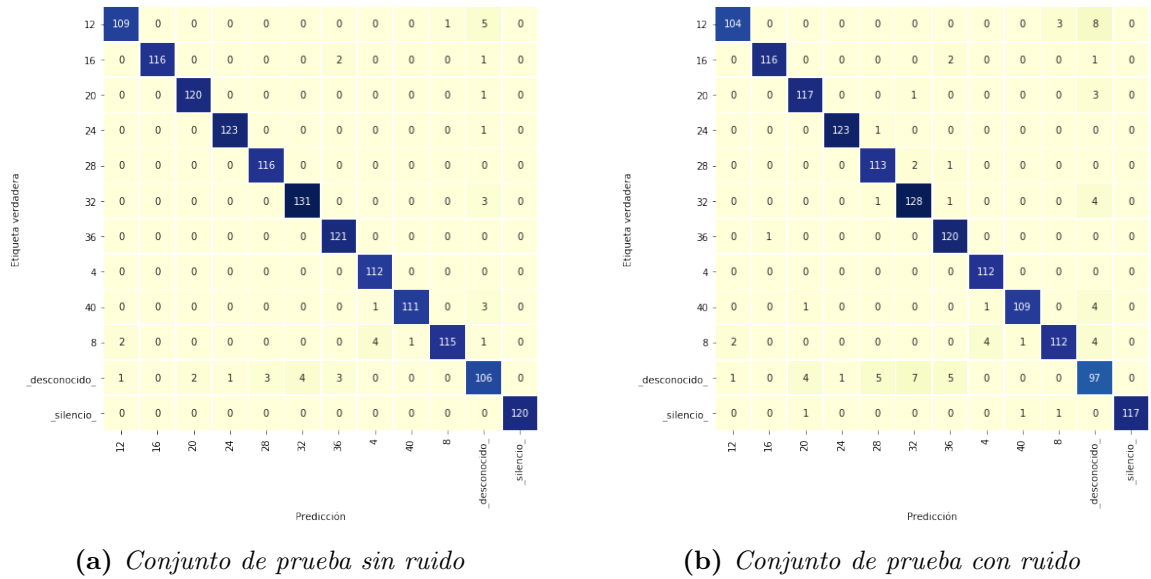 12 109 0 0 0 0 0 0 0 0 1 5 0
16 0 116 0 0 0 0 2 0 0 0 1 0
20 0 0 120 0 0 0 0 0 0 0 1 0
24 0 0 0 123 0 0 0 0 0 0 1 0
28 0 0 0 0 116 0 0 0 0 0 0 0
32 0 0 0 0 0 131 0 0 0 0 3 0
36 0 0 0 0 0 0 121 0 0 0 0 0
4 0 0 0 0 0 0 0 112 0 0 0 0
40 0 0 0 0 0 0 0 1 111 0 3 0
8 2 0 0 0 0 0 0 4 1 115 1 0
_desconocido_ 1 0 2 1 3 4 3 0 0 0 106 0
_silencio_ 0 0 0 0 0 0 0 0 0 0 0 120
12 16 20 24 28 32 36 4 40 8 _desconocido_ _silencio_
Etiqueta verdadera
Predicción
(a) Conjunto de prueba sin ruido
12 104 0 0 0 0 0 0 0 0 3 8 0
16 0 116 0 0 0 0 2 0 0 0 1 0
20 0 0 117 0 0 1 0 0 0 0 3 0
24 0 0 0 123 1 0 0 0 0 0 0 0
28 0 0 0 0 113 2 1 0 0 0 0 0
32 0 0 0 0 1 128 1 0 0 0 4 0
36 0 1 0 0 0 0 120 0 0 0 0 0
4 0 0 0 0 0 0 0 112 0 0 0 0
40 0 0 1 0 0 0 0 1 109 0 4 0
8 2 0 0 0 0 0 0 4 1 112 4 0
_desconocido_ 1 0 4 1 5 7 5 0 0 0 97 0
_silencio_ 0 0 1 0 0 0 0 0 1 1 0 117
12 16 20 24 28 32 36 4 40 8 _desconocido_ _silencio_
Etiqueta verdadera
Predicción
(b) Conjunto de prueba con ruido